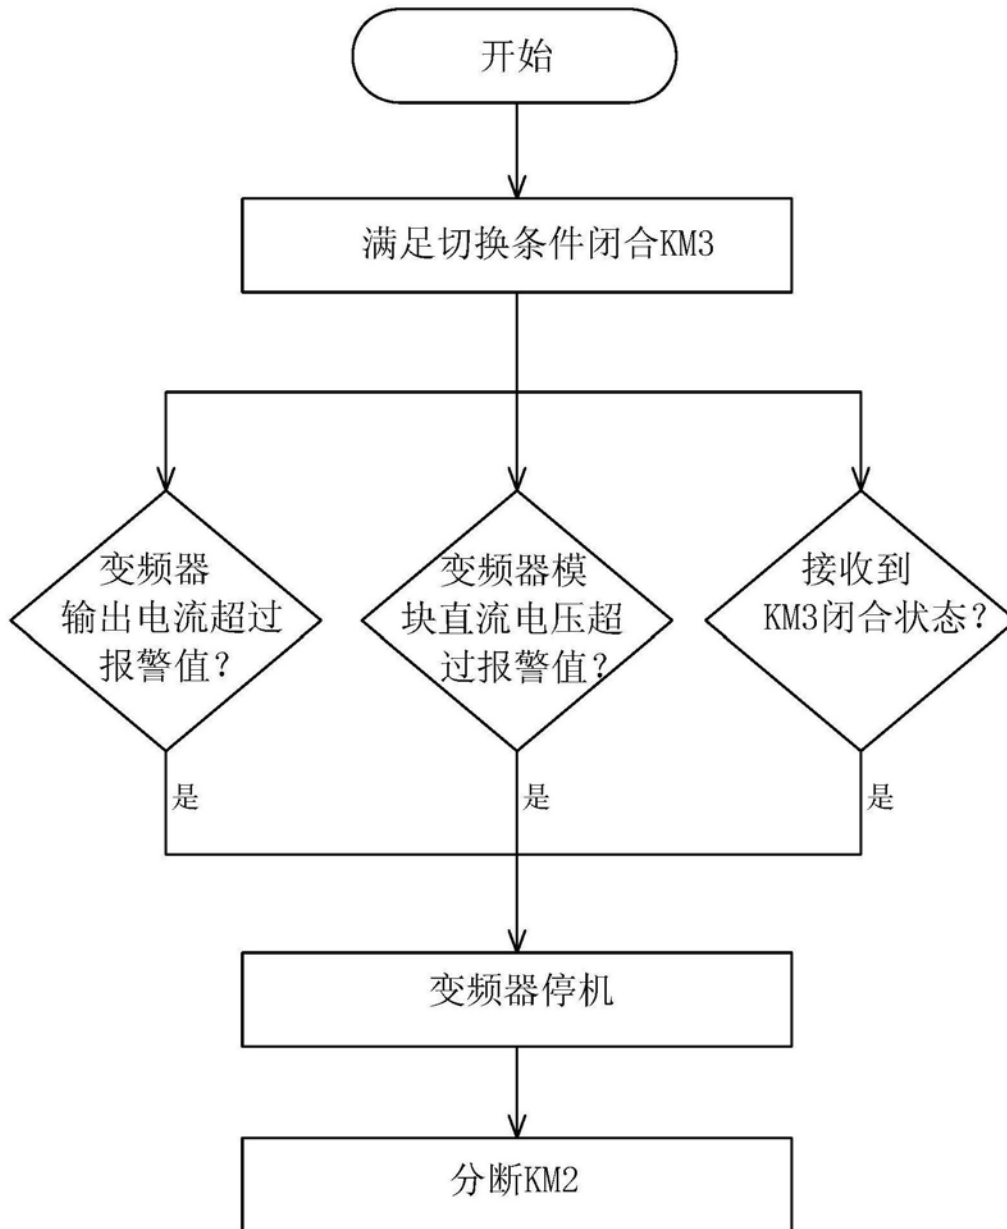 开始
满足切换条件闭合KM3
变频器
输出电流超过
报警值?
变频器模
块直流电压超
过报警值?
接收到
KM3闭合状态?
是
是
是
变频器停机
分断KM2